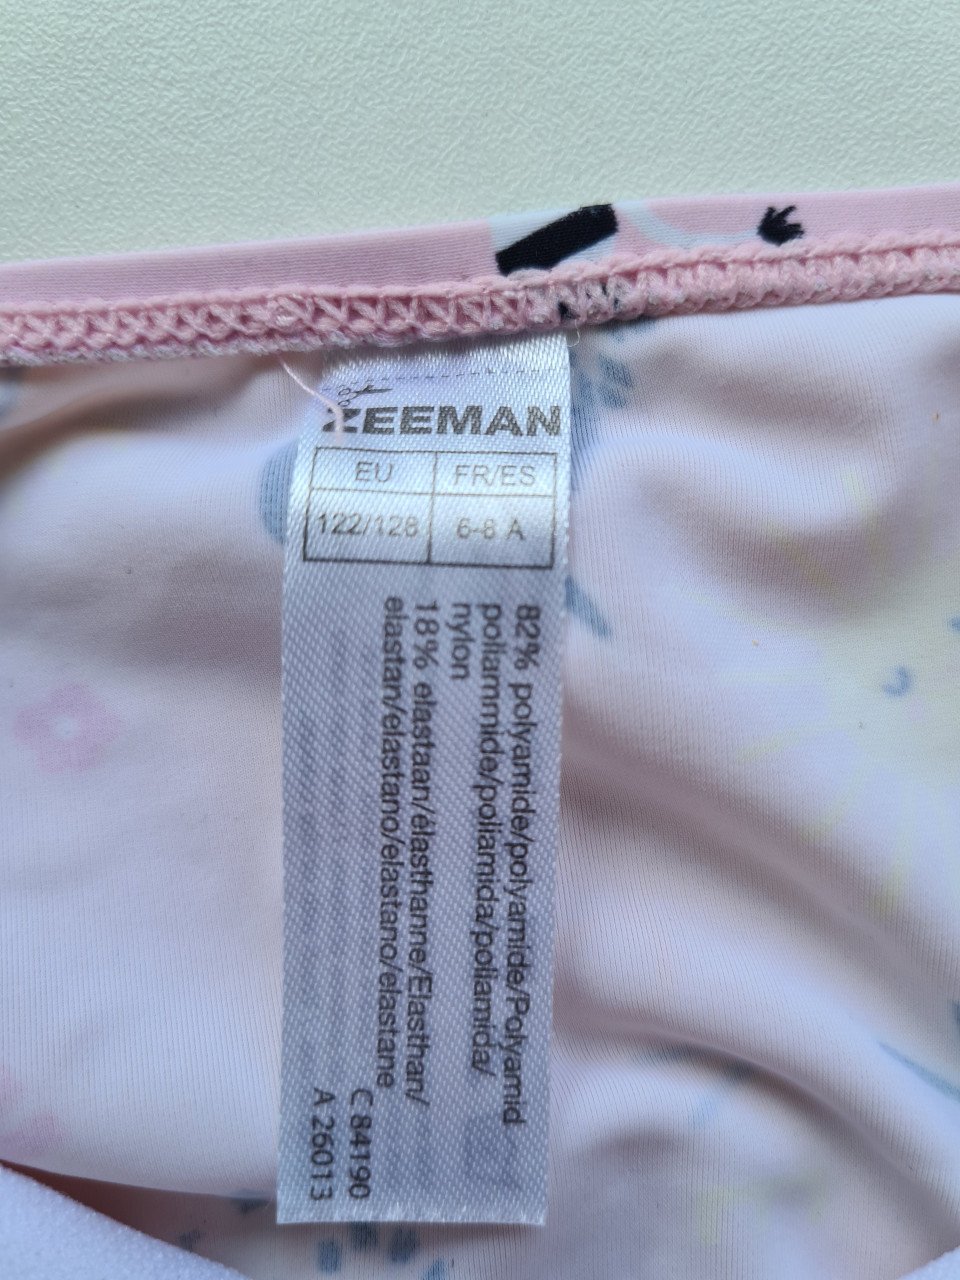 ZEEMAN
EU FR/ES
122/128 6-8 A
82% polyamide/polyamide/Polyamid
poliammide/poliamida/poliamida/
nylon
18% elastaan/élasthanne/Elasthan/
elastan/elastano/elastano/elastane
C 84190
A 26013